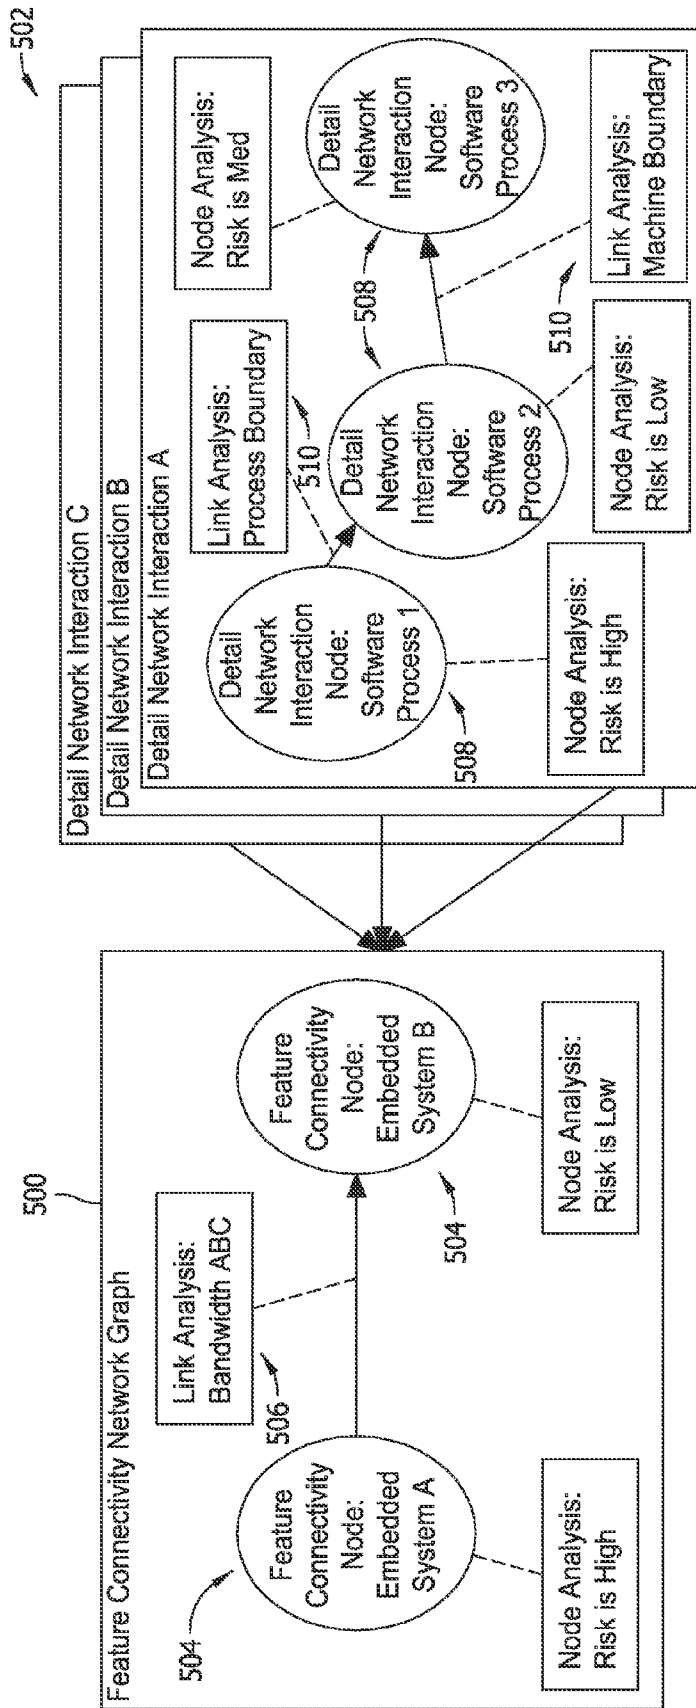 502
500
Feature Connectivity Network Graph
504
Feature
Connectivity
Node:
Embedded
System A
Node Analysis:
Risk is High
Link Analysis:
Bandwidth ABC
506
Feature
Connectivity
Node:
Embedded
System B
504
Node Analysis:
Risk is Low
Detail Network Interaction C
Detail Network Interaction B
Detail Network Interaction A
Detail
Network
Interaction
Node:
Software
Process 1
508
Node Analysis:
Risk is High
Link Analysis:
Process Boundary
510
Detail
Network
Interaction
Node:
Software
Process 2
508
Node Analysis:
Risk is Low
Node Analysis:
Risk is Med
Detail
Network
Interaction
Node:
Software
Process 3
510
Link Analysis:
Machine Boundary